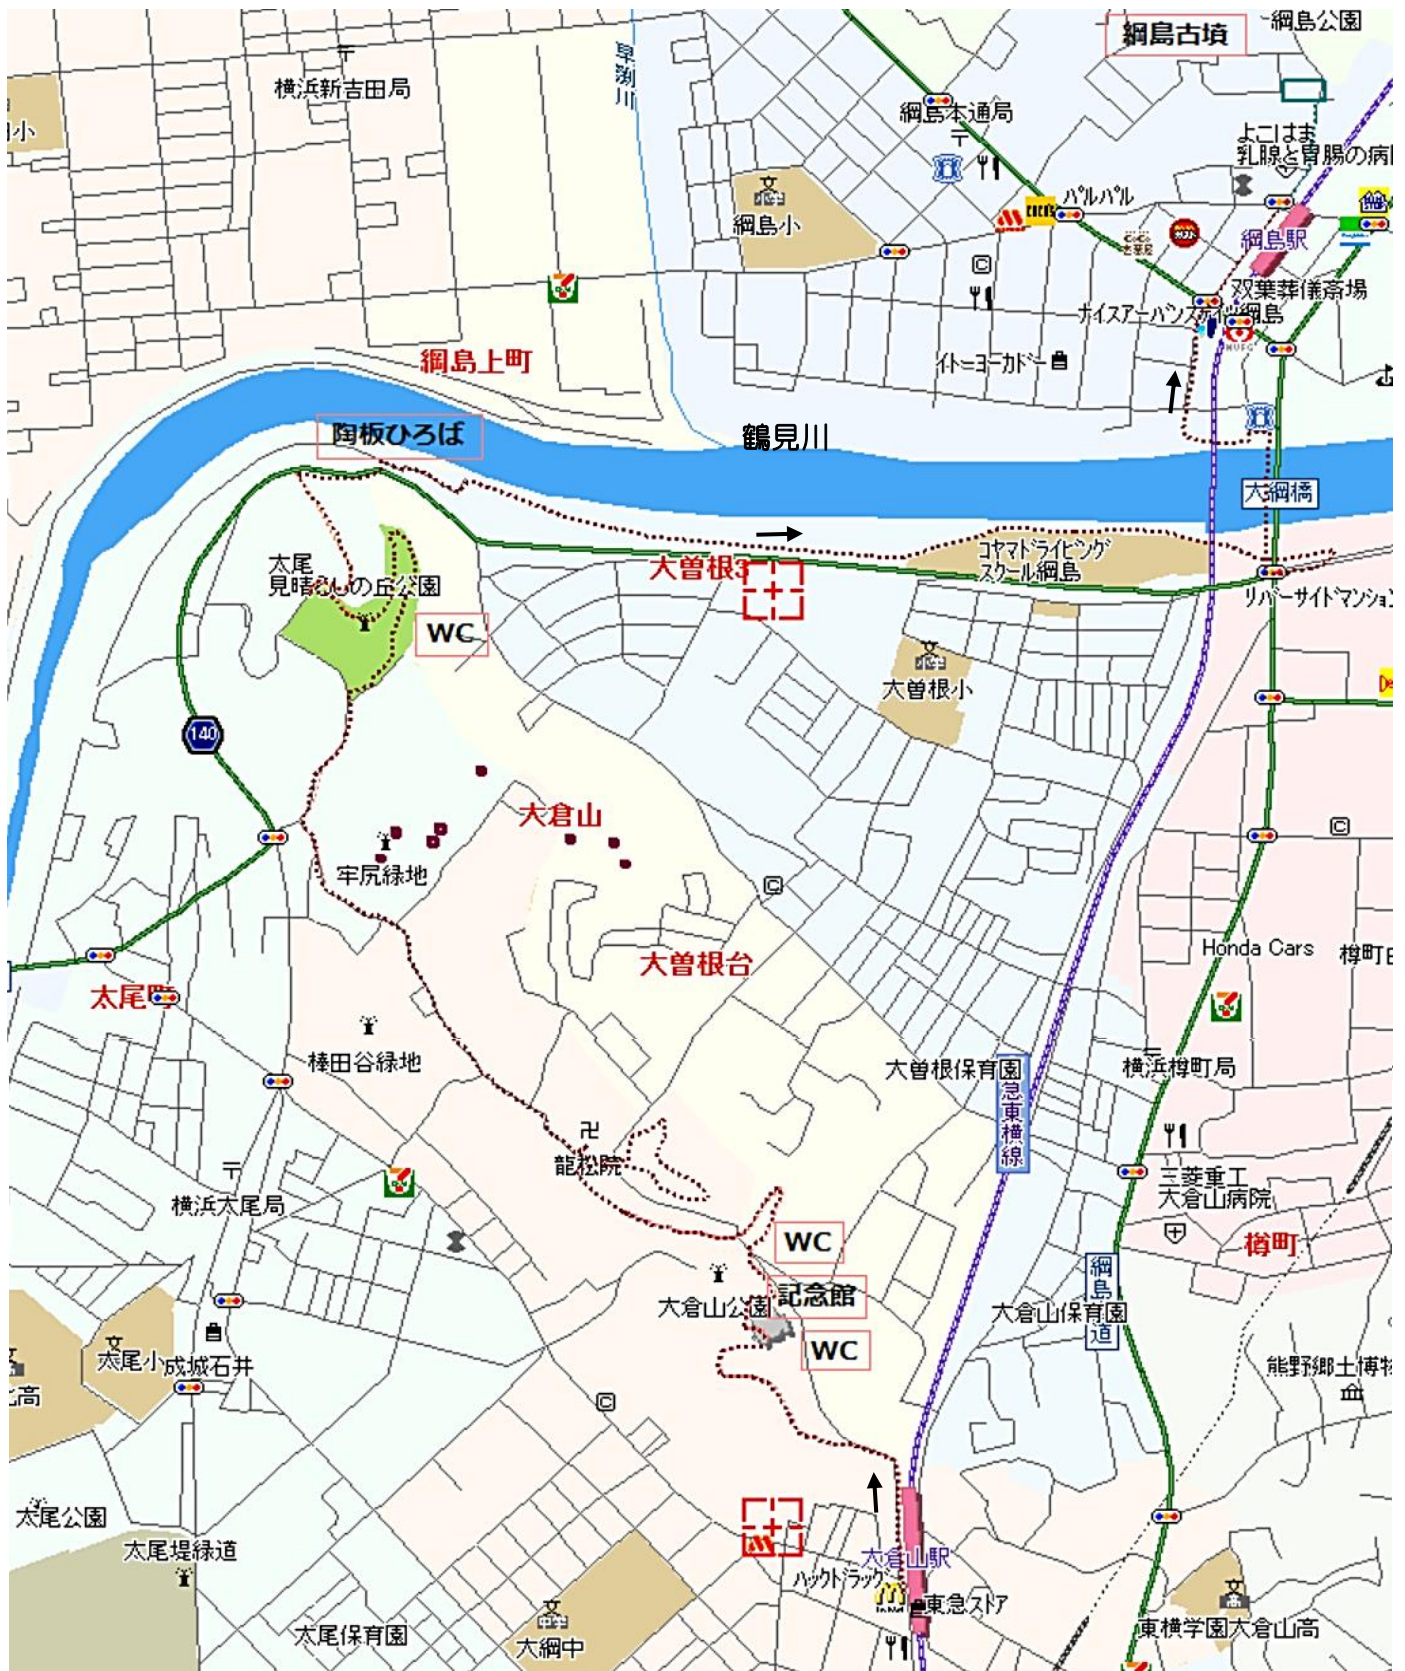 綱島古墳
綱島公園
早渕川
横浜新吉田局
小
綱島本通局
よこはま
乳腺と胃腸の病
パルパル
COCO'S
綱島小
綱島駅
双葉葬儀斎場
ナイスアーバンステイツ綱島
綱島上町
イトーヨーカドー
陶板ひろば
鶴見川
大綱橋
コヤマドライビング
スクール綱島
太尾
見晴らしの丘公園
大曽根3
リバーサイドマンション
WC
大曽根小
140
大倉山
牢尻緑地
大曽根台
Honda Cars
樽町
太尾町
棒田谷緑地
大曽根保育園
横浜樽町局
急東横線
龍松院
三菱重工
大倉山病院
横浜太尾局
WC
樽町
記念館
大倉山公園
綱島
道
大倉山保育園
WC
太尾小
成城石井
熊野郷土博物
高
太尾公園
太尾堤緑道
大倉山駅
ハックドラッグ
東急ストア
太尾保育園
大綱中
東横学園大倉山高